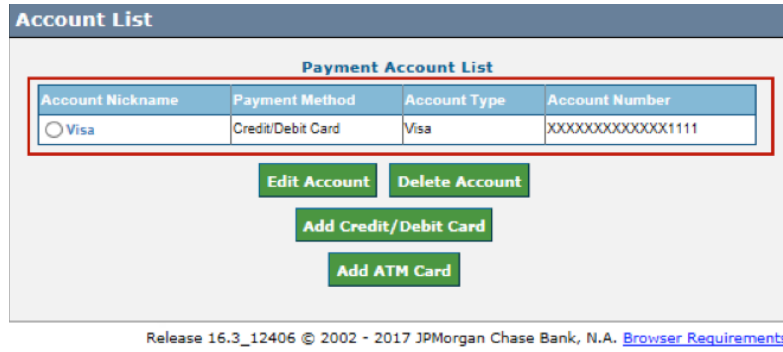 Account List
Payment Account List
Account Nickname Payment Method Account Type Account Number
Visa Credit/Debit Card Visa XXXXXXXXXXXXX1111
Edit Account Delete Account
Add Credit/Debit Card
Add ATM Card
Release 16.3_12406 © 2002 - 2017 JPMorgan Chase Bank, N.A. Browser Requirements